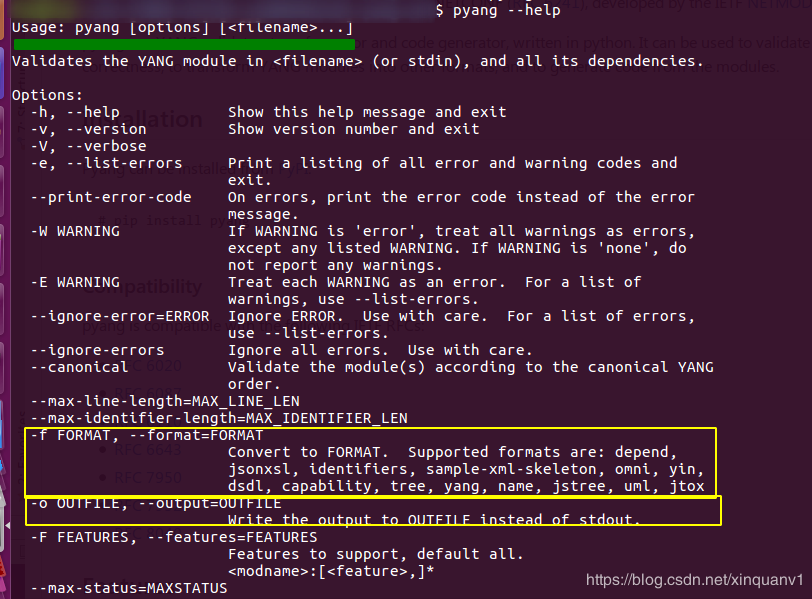 $ pyang --help
Usage: pyang [options] [<filename>...]
Validates the YANG module in <filename> (or stdin), and all its dependencies.
Options:
-h, --help Show this help message and exit
-v, --version Show version number and exit
-V, --verbose
-e, --list-errors Print a listing of all error and warning codes and
exit.
--print-error-code On errors, print the error code instead of the error
message.
-W WARNING If WARNING is 'error', treat all warnings as errors,
except any listed WARNING. If WARNING is 'none', do
not report any warnings.
-E WARNING Treat each WARNING as an error. For a list of
warnings, use --list-errors.
--ignore-error=ERROR Ignore ERROR. Use with care. For a list of errors,
use --list-errors.
--ignore-errors Ignore all errors. Use with care.
--canonical Validate the module(s) according to the canonical YANG
order.
--max-line-length=MAX_LINE_LEN
--max-identifier-length=MAX_IDENTIFIER_LEN
-f FORMAT, --format=FORMAT
Convert to FORMAT. Supported formats are: depend,
jsonxsl, identifiers, sample-xml-skeleton, omni, yin,
dsdl, capability, tree, yang, name, jstree, uml, jtox
-o OUTFILE, --output=OUTFILE
Write the output to OUTFILE instead of stdout.
-F FEATURES, --features=FEATURES
Features to support, default all.
<modname>:[<feature>,]*
--max-status=MAXSTATUS
https://blog.csdn.net/xinquanv1